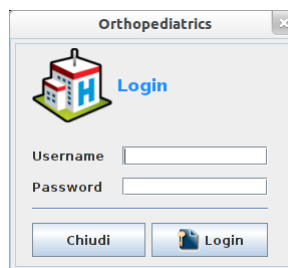 Orthopediatrics
H
Login
Username
Password
Chiudi
Login